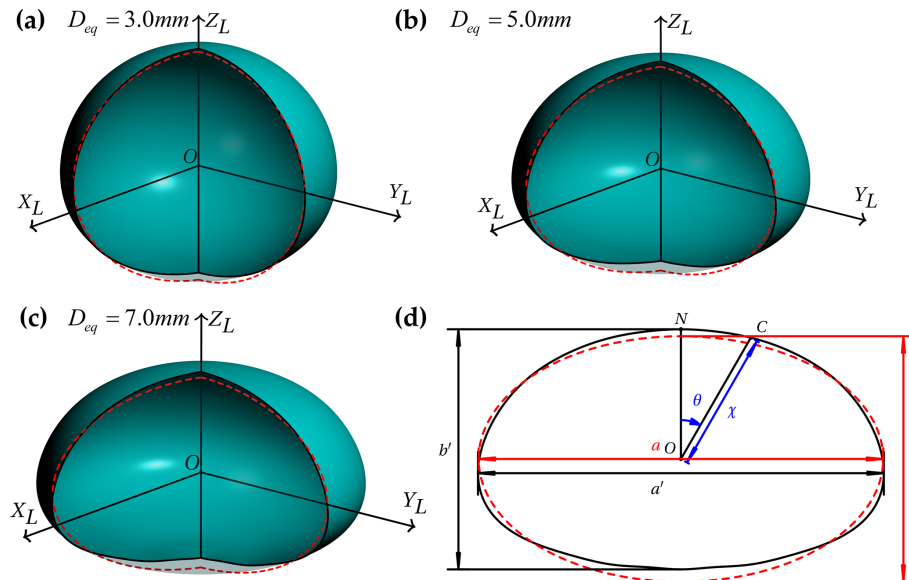 (a) D_eq = 3.0mm
Z_L
O
X_L
Y_L
(b) D_eq = 5.0mm
Z_L
O
X_L
Y_L
(c) D_eq = 7.0mm
Z_L
O
X_L
Y_L
(d)
N
C
θ
χ
b′
O
a
a′